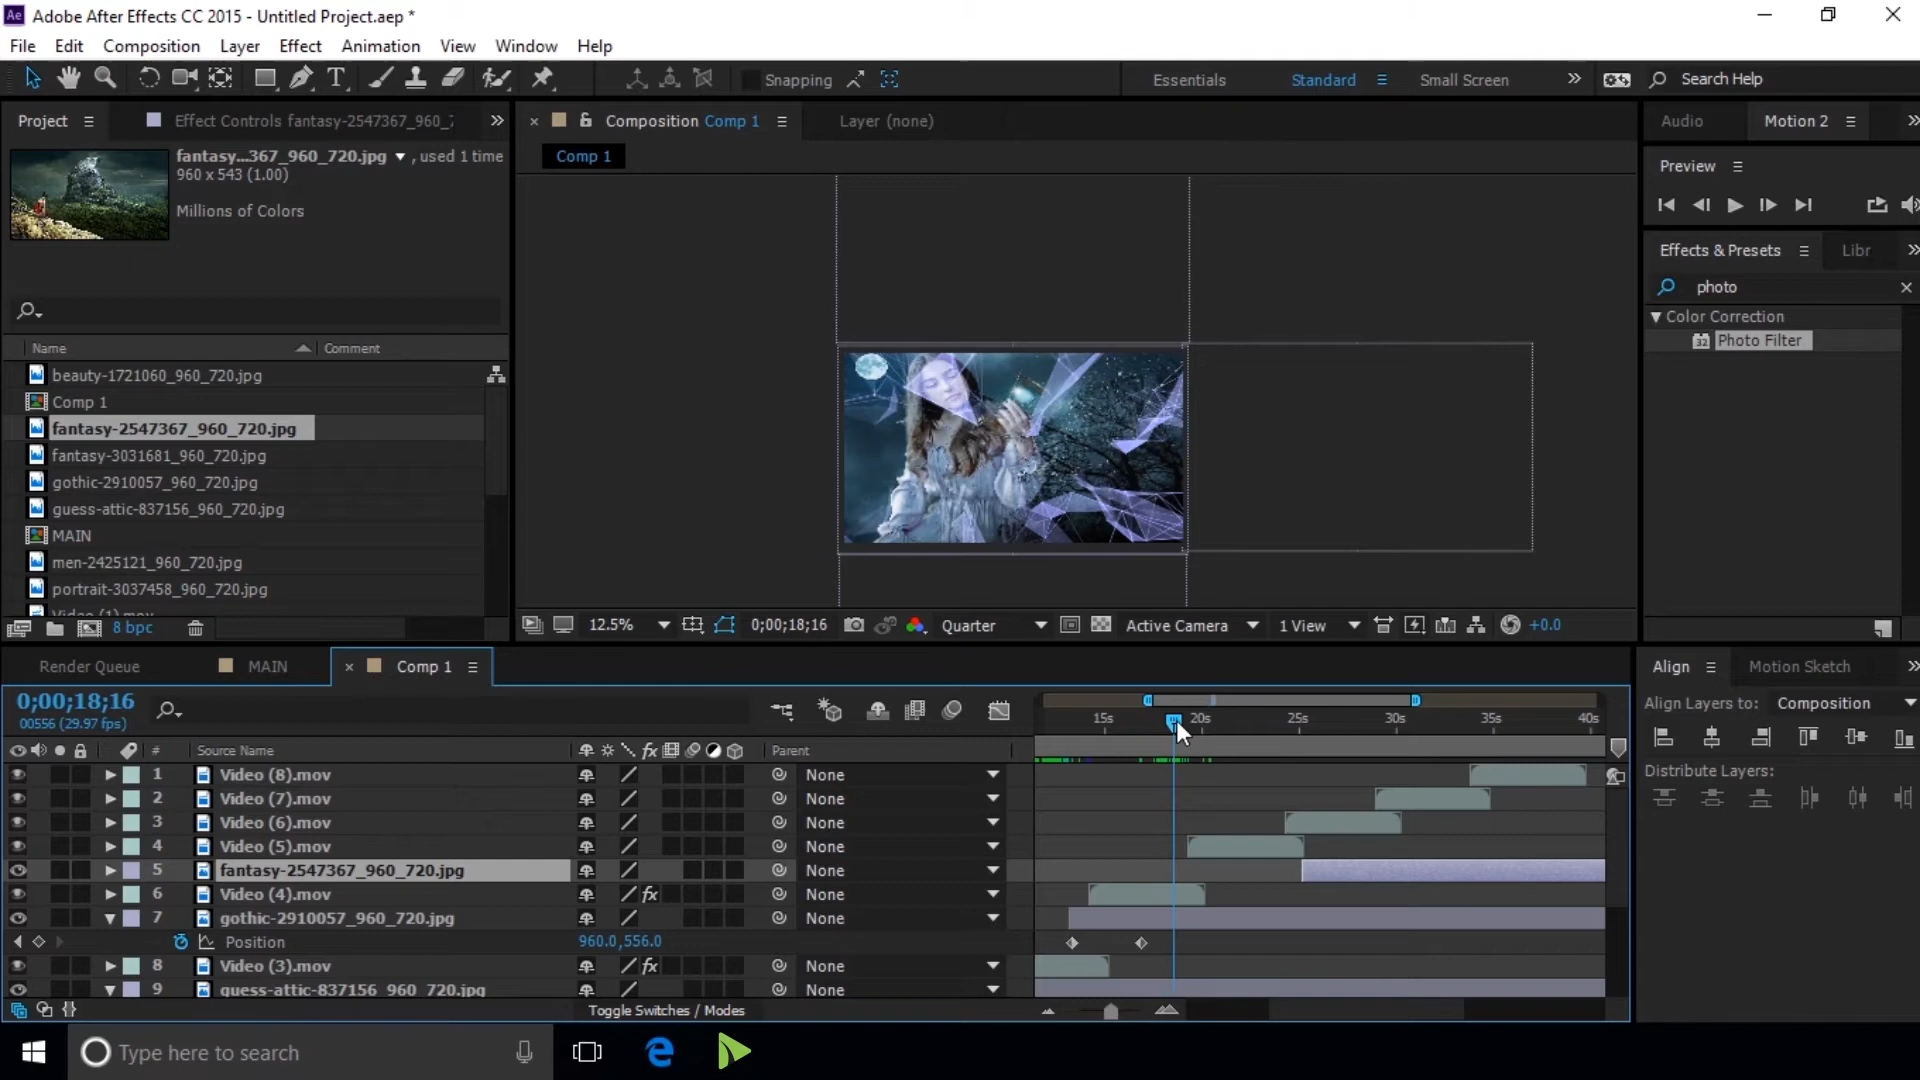 Ae Adobe After Effects CC 2015 - Untitled Project.aep *
File Edit Composition Layer Effect Animation View Window Help
Snapping Essentials Standard Small Screen Search Help
Project Effect Controls fantasy-2547367_960_7 Composition Comp 1 Layer (none) Audio Motion 2
fantasy...367_960_720.jpg , used 1 time
960 x 543 (1.00)
Millions of Colors
Comp 1
Preview
Effects & Presets Libr
photo
Color Correction
32 Photo Filter
Name Comment
beauty-1721060_960_720.jpg
Comp 1
fantasy-2547367_960_720.jpg
fantasy-3031681_960_720.jpg
gothic-2910057_960_720.jpg
guess-attic-837156_960_720.jpg
MAIN
men-2425121_960_720.jpg
portrait-3037458_960_720.jpg
Video (1).mov
8 bpc 12.5% 0;00;18;16 Quarter Active Camera 1 View +0.0
Render Queue MAIN Comp 1 Align Motion Sketch
0;00;18;16
00556 (29.97 fps)
15s 20s 25s 30s 35s 40s
Align Layers to: Composition
Distribute Layers:
# Source Name fx Parent
1 Video (8).mov None
2 Video (7).mov None
3 Video (6).mov None
4 Video (5).mov None
5 fantasy-2547367_960_720.jpg None
6 Video (4).mov fx None
7 gothic-2910057_960_720.jpg None
Position 960.0,556.0
8 Video (3).mov fx None
9 guess-attic-837156_960_720.jpg None
Toggle Switches / Modes
Type here to search